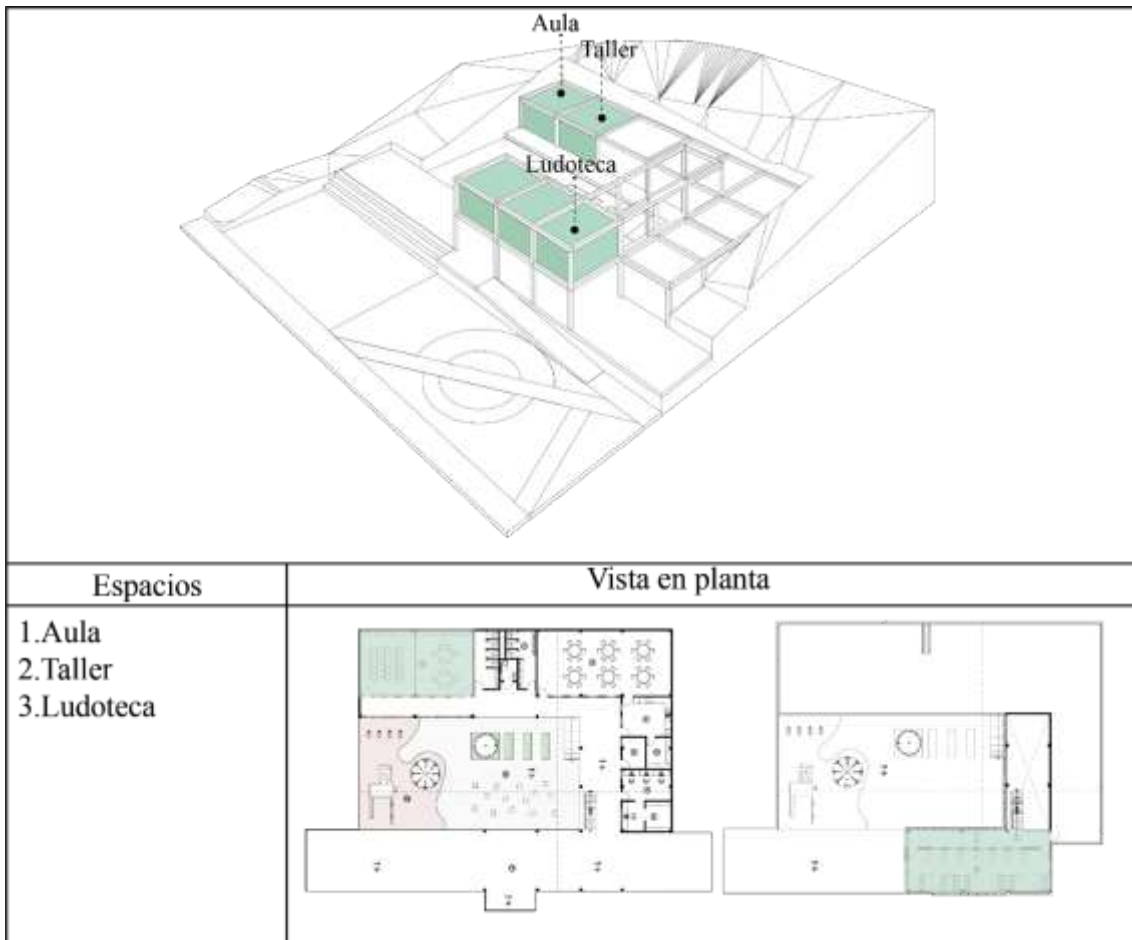 Aula
Taller
Ludoteca
Espacios
Vista en planta
1.Aula
2.Taller
3.Ludoteca